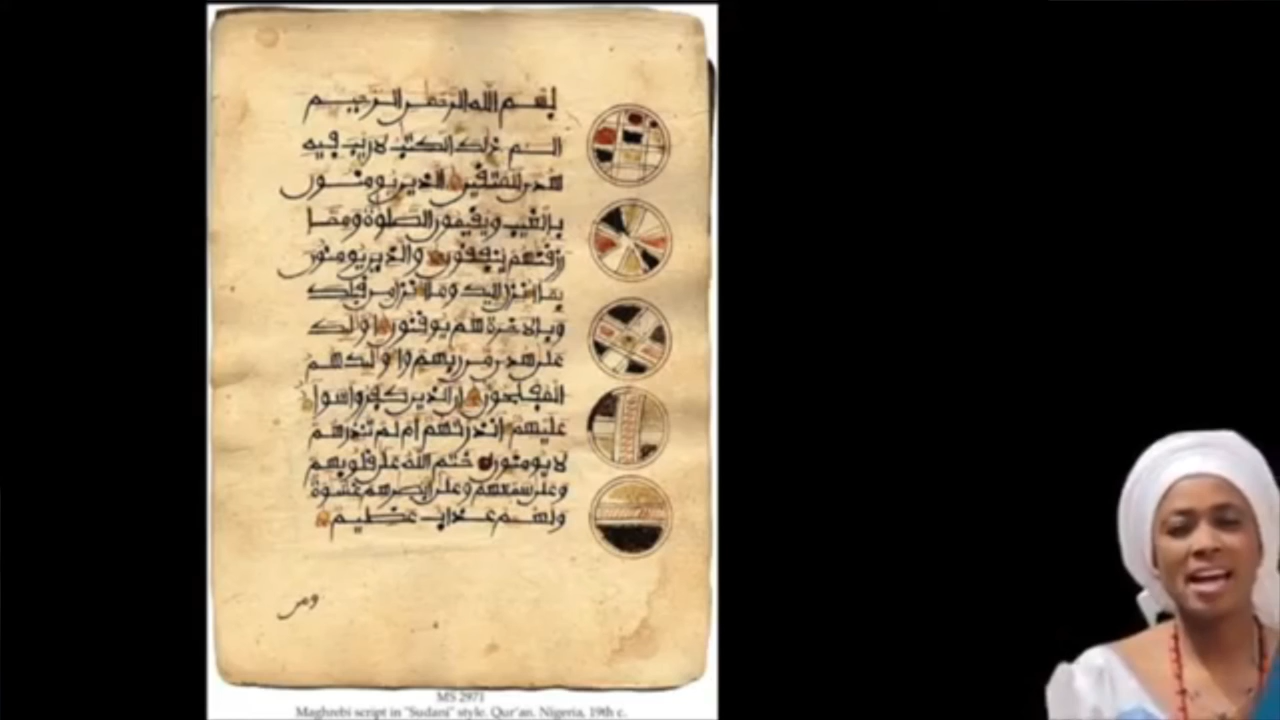 بسم الله الرحمن الرحيم
الم ذلك الكتب لا ريب فيه
هدى للمتقين الذين يومنون
بالغيب ويقيمون الصلوة ومما
رزقنهم ينفقون والذين يومنون
بما انزل اليك وما انزل من قبلك
وبالاخرة هم يوقنون اولئك
على هدى من ربهم واولئك هم
المفلحون ان الذين كفروا سوا
عليهم انذرتهم ام لم تنذرهم
لا يومنون ختم الله على قلوبهم
وعلى سمعهم وعلى ابصرهم غشوة
ولهم عذاب عظيم
ومن
MS 2971
Maghrebi script in "Sudani" style. Qur'an. Nigeria, 19th c.